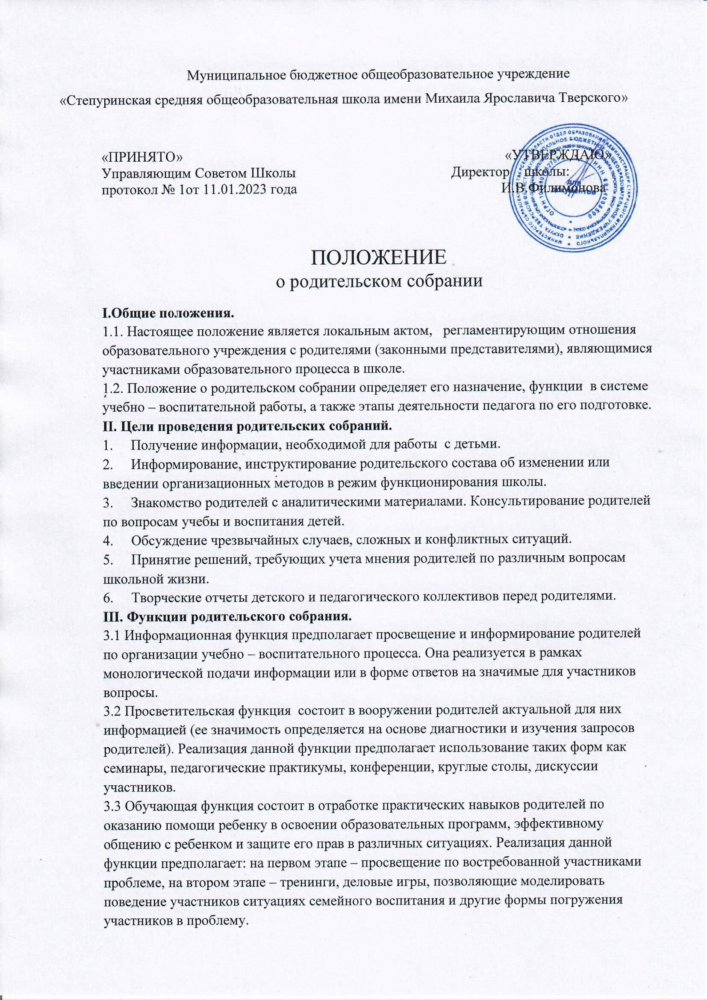 Муниципальное бюджетное общеобразовательное учреждение
«Степуринская средняя общеобразовательная школа имени Михаила Ярославича Тверского»
«ПРИНЯТО» «УТВЕРЖДАЮ»
Управляющим Советом Школы Директор школы:
протокол № 1от 11.01.2023 года И.В.Филимонова
для
документов
ПОЛОЖЕНИЕ
о родительском собрании
I.Общие положения.
1.1. Настоящее положение является локальным актом, регламентирующим отношения
образовательного учреждения с родителями (законными представителями), являющимися
участниками образовательного процесса в школе.
1.2. Положение о родительском собрании определяет его назначение, функции в системе
учебно – воспитательной работы, а также этапы деятельности педагога по его подготовке.
II. Цели проведения родительских собраний.
1. Получение информации, необходимой для работы с детьми.
2. Информирование, инструктирование родительского состава об изменении или
введении организационных методов в режим функционирования школы.
3. Знакомство родителей с аналитическими материалами. Консультирование родителей
по вопросам учебы и воспитания детей.
4. Обсуждение чрезвычайных случаев, сложных и конфликтных ситуаций.
5. Принятие решений, требующих учета мнения родителей по различным вопросам
школьной жизни.
6. Творческие отчеты детского и педагогического коллективов перед родителями.
III. Функции родительского собрания.
3.1 Информационная функция предполагает просвещение и информирование родителей
по организации учебно – воспитательного процесса. Она реализуется в рамках
монологической подачи информации или в форме ответов на значимые для участников
вопросы.
3.2 Просветительская функция состоит в вооружении родителей актуальной для них
информацией (ее значимость определяется на основе диагностики и изучения запросов
родителей). Реализация данной функции предполагает использование таких форм как
семинары, педагогические практикумы, конференции, круглые столы, дискуссии
участников.
3.3 Обучающая функция состоит в отработке практических навыков родителей по
оказанию помощи ребенку в освоении образовательных программ, эффективному
общению с ребенком и защите его прав в различных ситуациях. Реализация данной
функции предполагает: на первом этапе – просвещение по востребованной участниками
проблеме, на втором этапе – тренинги, деловые игры, позволяющие моделировать
поведение участников ситуациях семейного воспитания и другие формы погружения
участников в проблему.